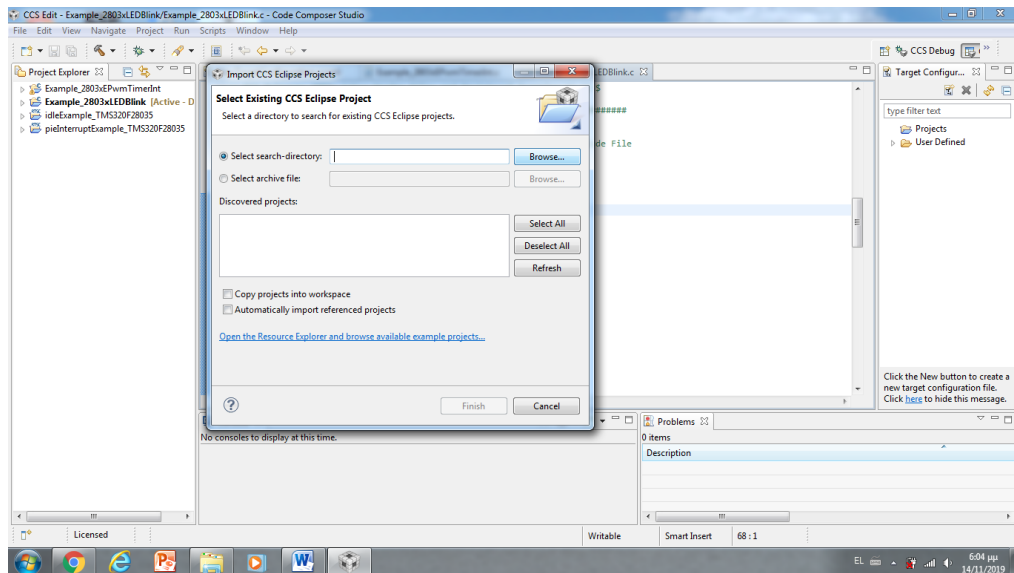 CCS Edit - Example_2803xLEDBlink/Example_2803xLEDBlink.c - Code Composer Studio
File Edit View Navigate Project Run Scripts Window Help
CCS Debug
Project Explorer
Example_2803xEPwmTimerInt
Example_2803xLEDBlink [Active - D
idleExample_TMS320F28035
pieInterruptExample_TMS320F28035
Import CCS Eclipse Projects
Select Existing CCS Eclipse Project
Select a directory to search for existing CCS Eclipse projects.
Select search-directory:
Browse...
Select archive file:
Browse...
Discovered projects:
Select All
Deselect All
Refresh
Copy projects into workspace
Automatically import referenced projects
Open the Resource Explorer and browse available example projects...
Finish
Cancel
EDBlink.c
######
de File
Target Configur...
type filter text
Projects
User Defined
Click the New button to create a
new target configuration file.
Click here to hide this message.
No consoles to display at this time.
Problems
0 items
Description
Licensed
Writable
Smart Insert
68 : 1
EL
6:04 μμ
14/11/2019